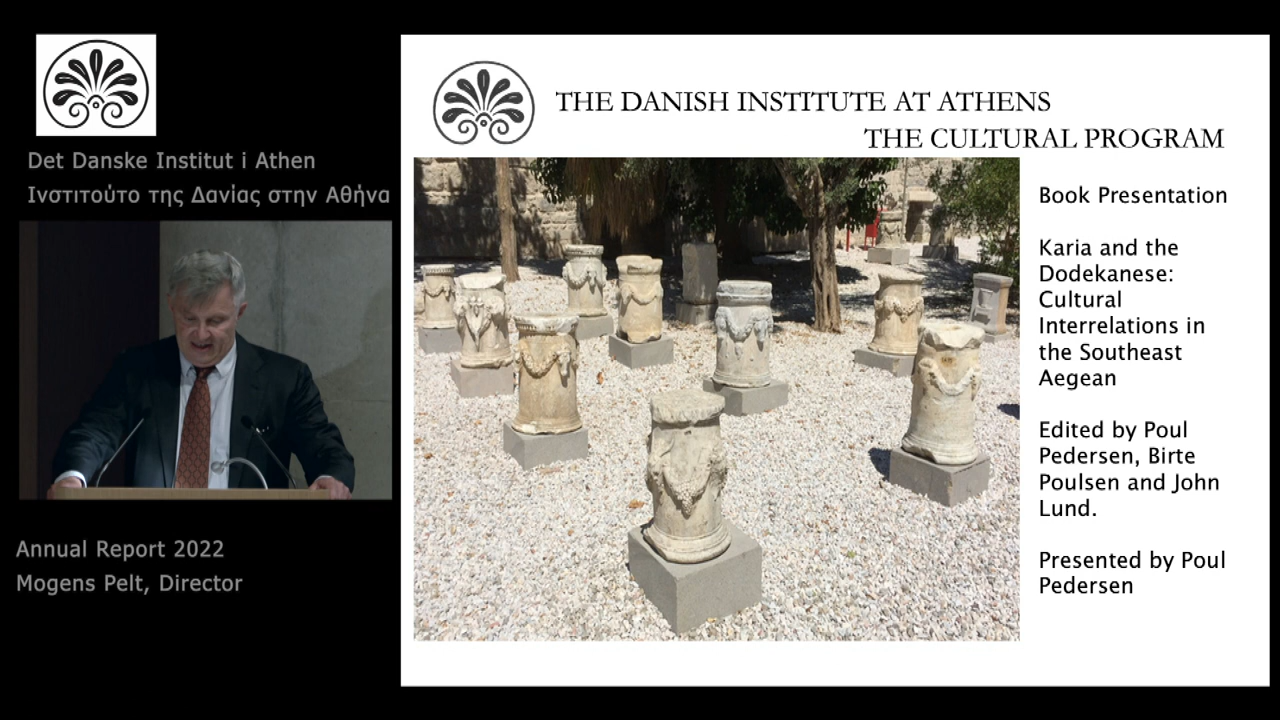 Det Danske Institut i Athen
Ινστιτούτο της Δανίας στην Αθήνα
Annual Report 2022
Mogens Pelt, Director
THE DANISH INSTITUTE AT ATHENS
THE CULTURAL PROGRAM
Book Presentation
Karia and the
Dodekanese:
Cultural
Interrelations in
the Southeast
Aegean
Edited by Poul
Pedersen, Birte
Poulsen and John
Lund.
Presented by Poul
Pedersen